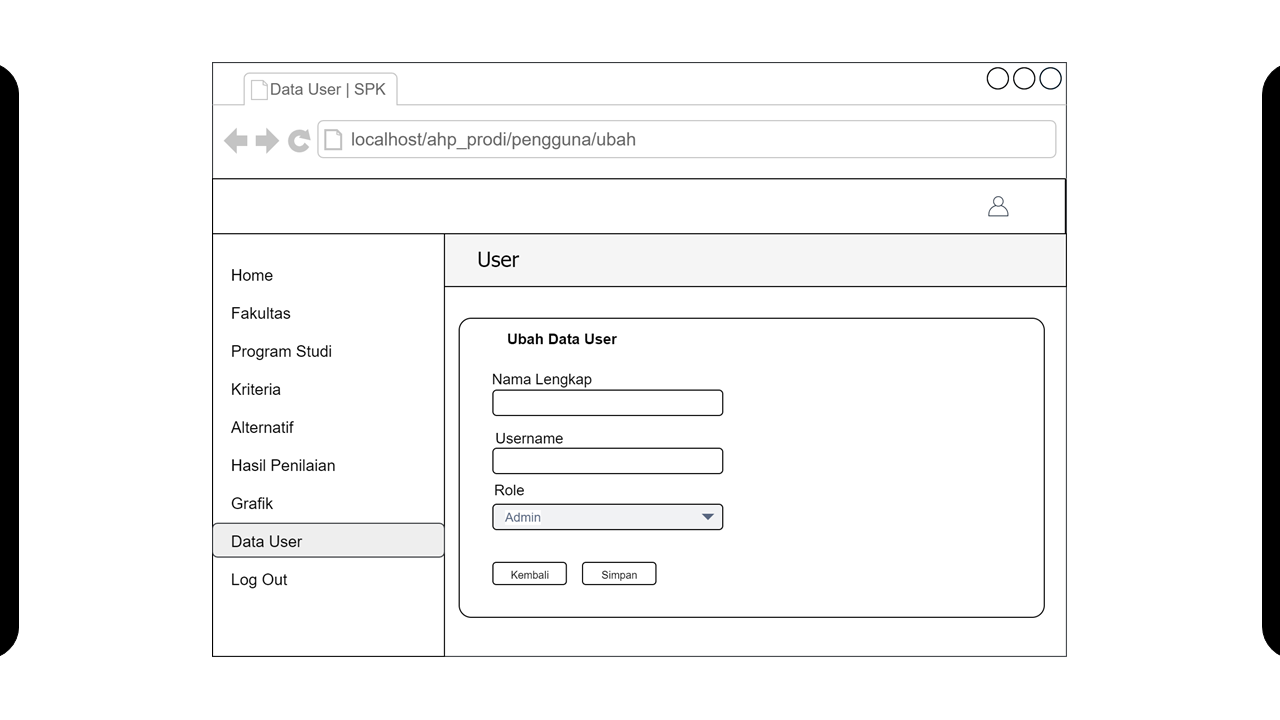 Data User | SPK
localhost/ahp_prodi/pengguna/ubah
User
Home
Fakultas
Program Studi
Kriteria
Alternatif
Hasil Penilaian
Grafik
Data User
Log Out
Ubah Data User
Nama Lengkap
Username
Role
Admin
Kembali Simpan